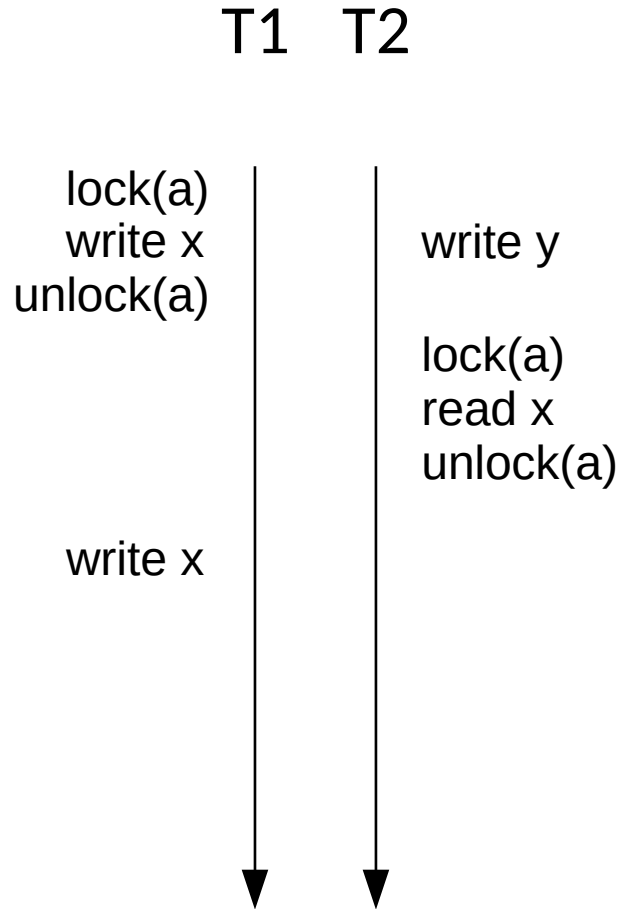 T1 T2
lock(a)
write x
unlock(a)
write y
lock(a)
read x
unlock(a)
write x